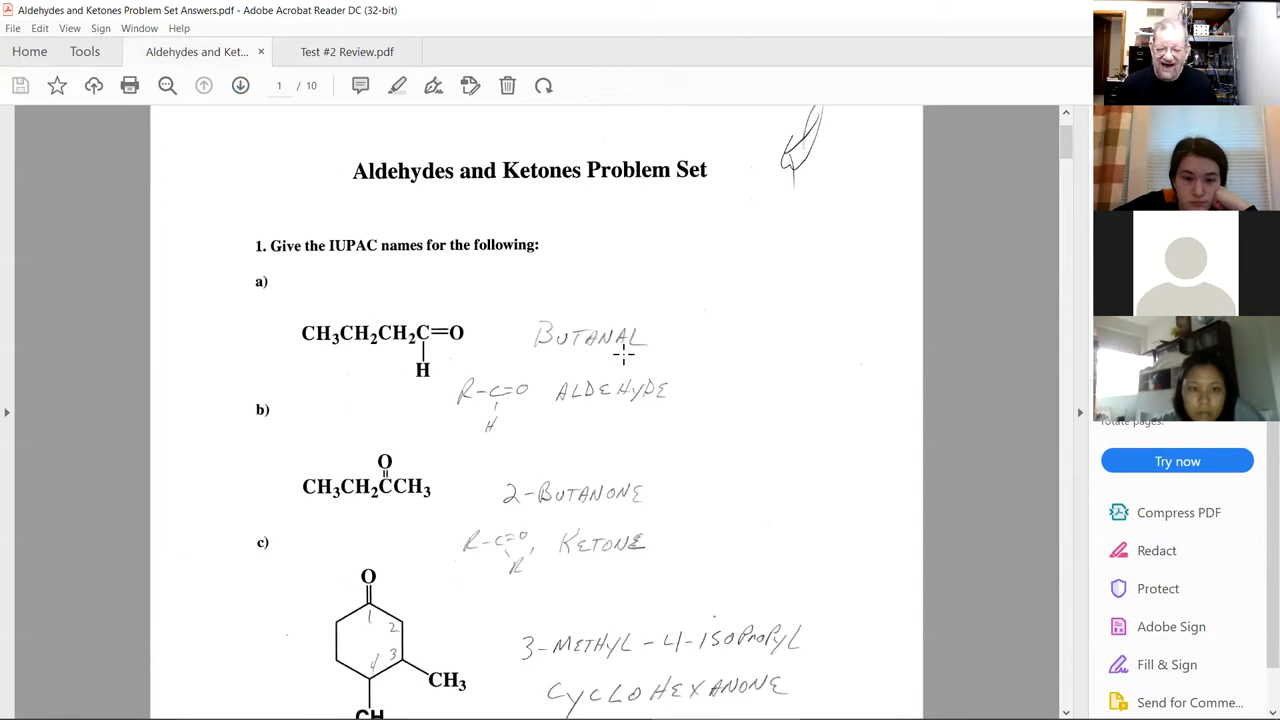 Aldehydes and Ketones Problem Set Answers.pdf - Adobe Acrobat Reader DC (32-bit)
File Edit View Sign Window Help
Home Tools Aldehydes and Ket... × Test #2 Review.pdf
1 / 10
Aldehydes and Ketones Problem Set
1. Give the IUPAC names for the following:
a)
CH3CH2CH2C=O
H
BUTANAL
R-C=O ALDEHYDE
H
b)
O
CH3CH2CCH3
2-BUTANONE
R-C=O KETONE
R
c)
O
1
2
3
4
CH3
CH
3-METHYL-4-ISOPROPYL
CYCLOHEXANONE
rotate pages.
Try now
Compress PDF
Redact
Protect
Adobe Sign
Fill & Sign
Send for Comme...